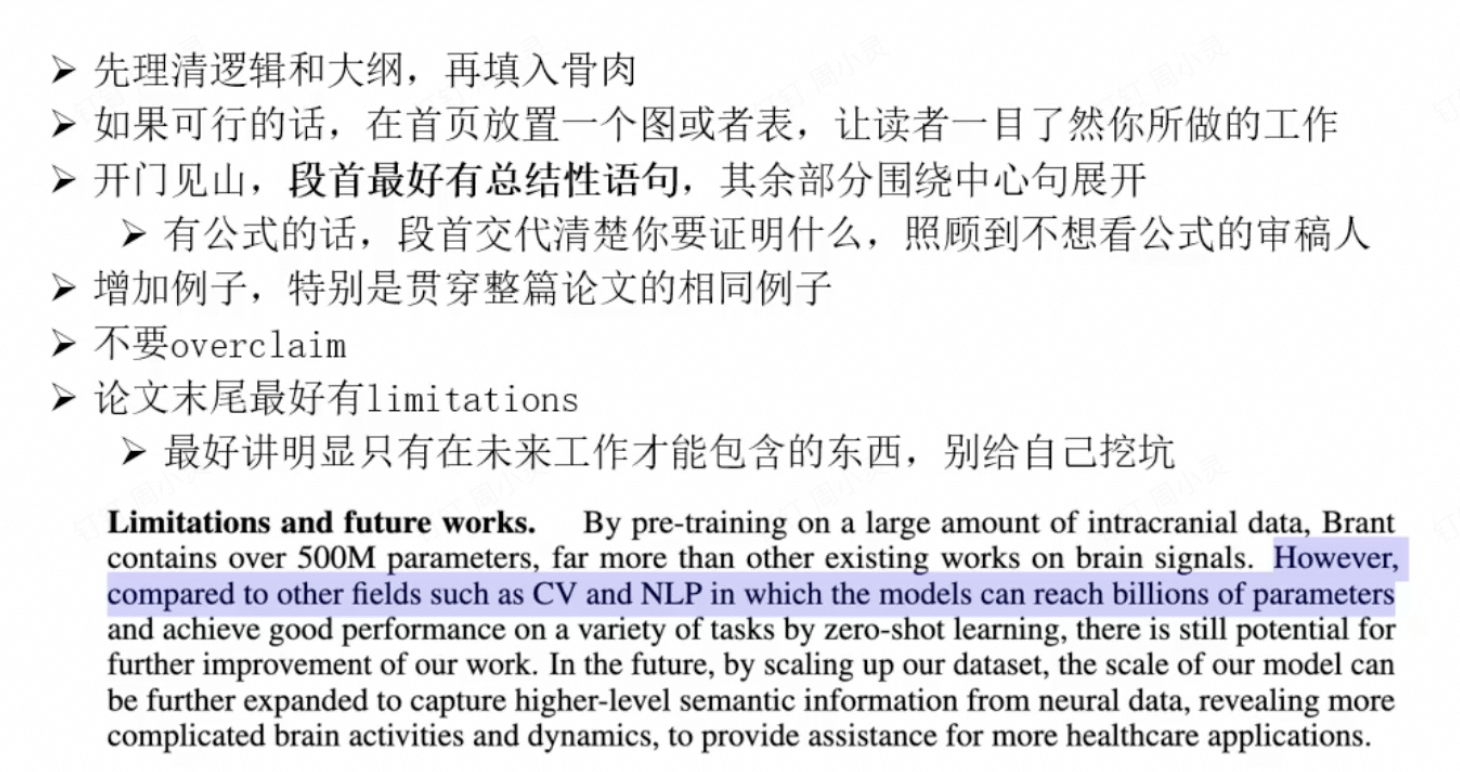 ➢ 先理清逻辑和大纲，再填入骨肉
➢ 如果可行的话，在首页放置一个图或者表，让读者一目了然你所做的工作
➢ 开门见山，段首最好有总结性语句，其余部分围绕中心句展开
➢ 有公式的话，段首交代清楚你要证明什么，照顾到不想看公式的审稿人
➢ 增加例子，特别是贯穿整篇论文的相同例子
➢ 不要overclaim
➢ 论文末尾最好有limitations
➢ 最好讲明显只有在未来工作才能包含的东西，别给自己挖坑
Limitations and future works. By pre-training on a large amount of intracranial data, Brant
contains over 500M parameters, far more than other existing works on brain signals. However,
compared to other fields such as CV and NLP in which the models can reach billions of parameters
and achieve good performance on a variety of tasks by zero-shot learning, there is still potential for
further improvement of our work. In the future, by scaling up our dataset, the scale of our model can
be further expanded to capture higher-level semantic information from neural data, revealing more
complicated brain activities and dynamics, to provide assistance for more healthcare applications.